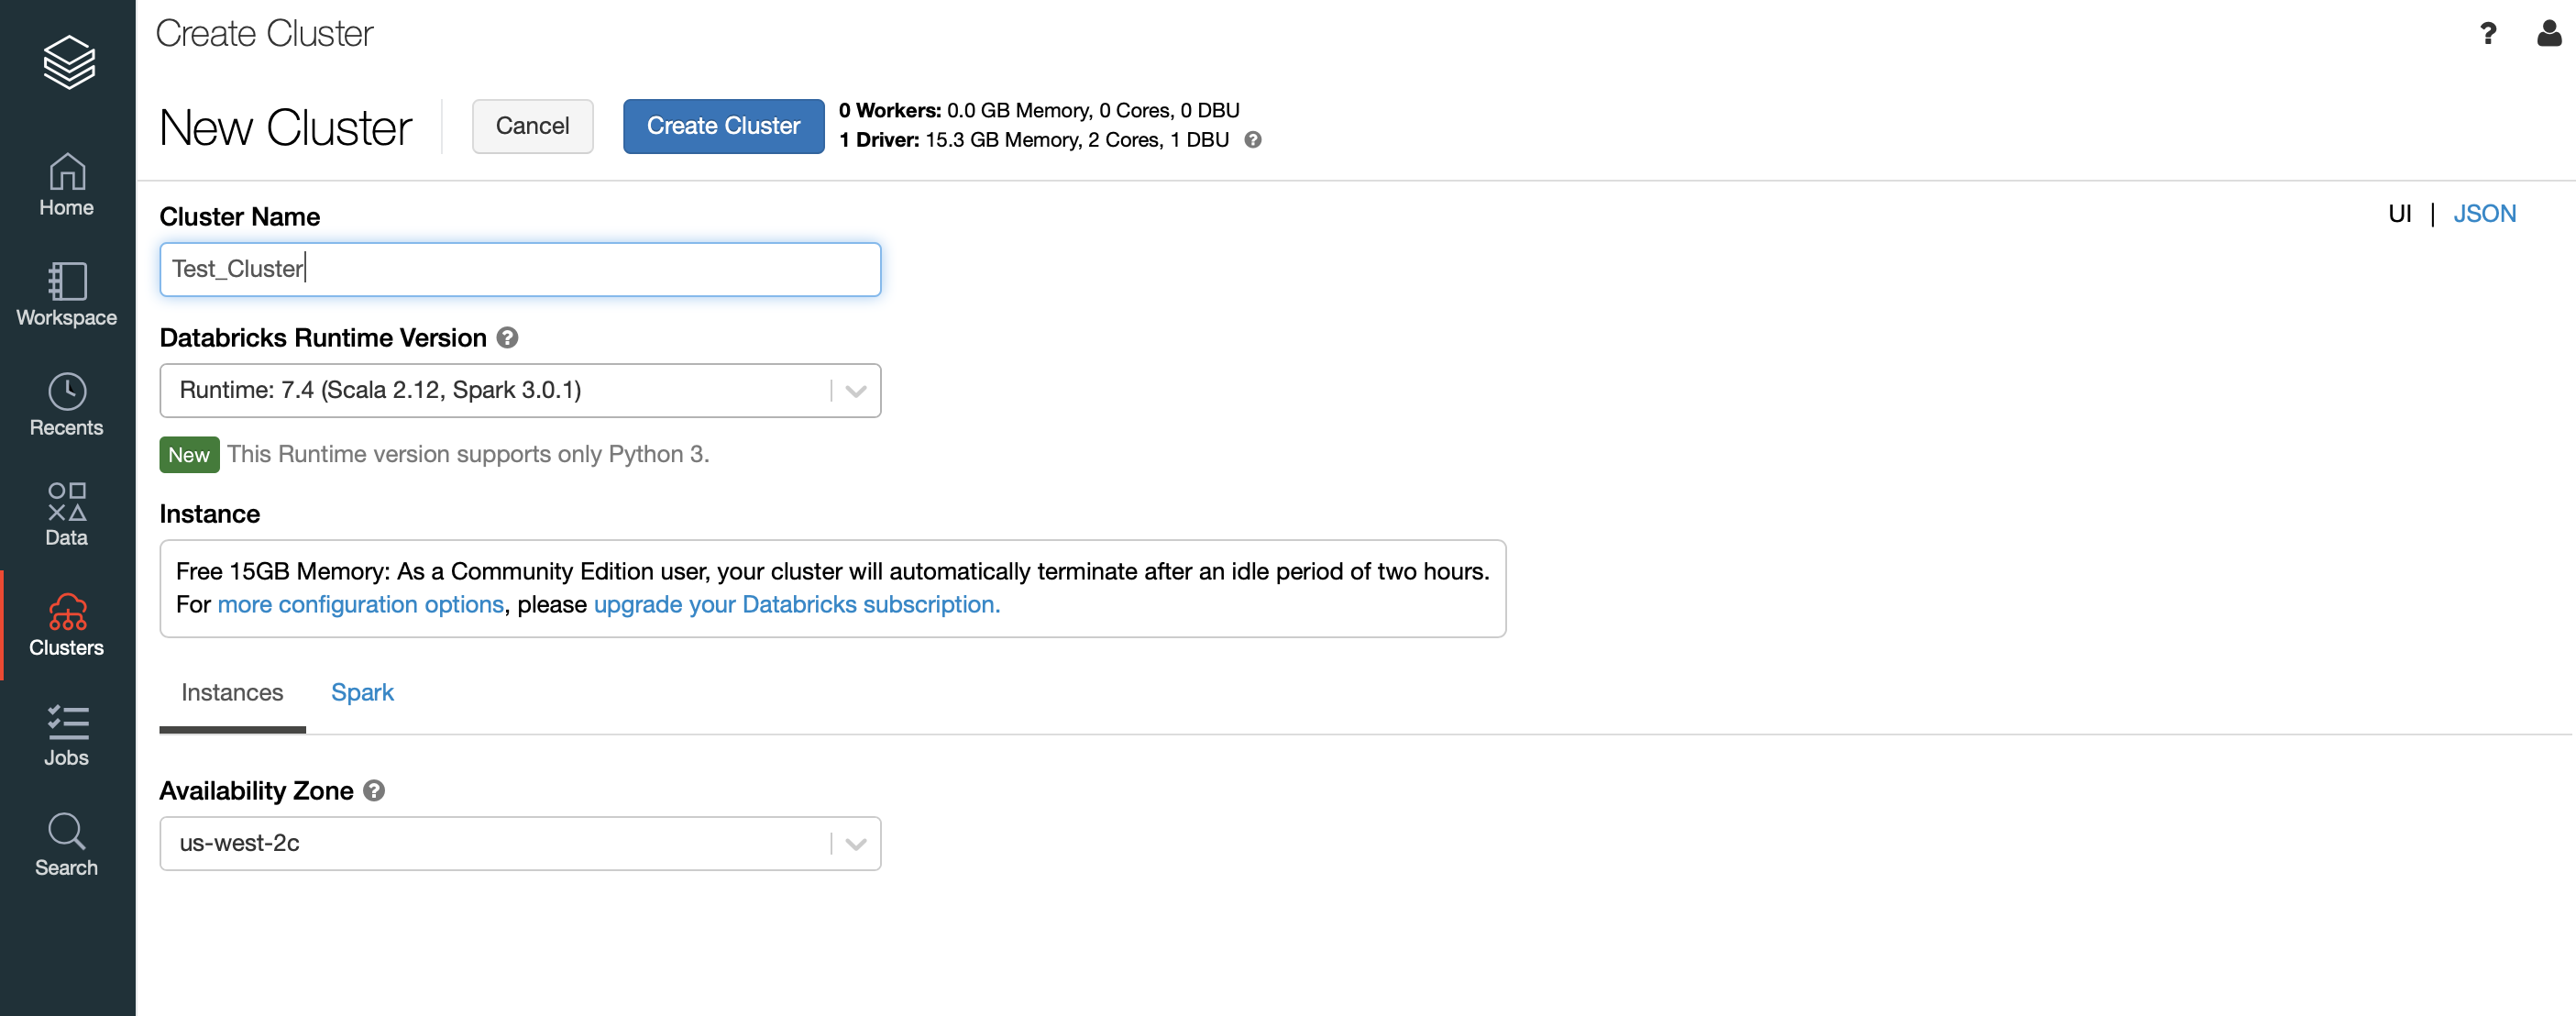 Create Cluster
New Cluster
Cancel
Create Cluster
0 Workers: 0.0 GB Memory, 0 Cores, 0 DBU
1 Driver: 15.3 GB Memory, 2 Cores, 1 DBU ?
?
Home
Workspace
Recents
Data
Clusters
Jobs
Search
UI | JSON
Cluster Name
Test_Cluster
Databricks Runtime Version ?
Runtime: 7.4 (Scala 2.12, Spark 3.0.1)
New This Runtime version supports only Python 3.
Instance
Free 15GB Memory: As a Community Edition user, your cluster will automatically terminate after an idle period of two hours.
For more configuration options, please upgrade your Databricks subscription.
Instances Spark
Availability Zone ?
us-west-2c